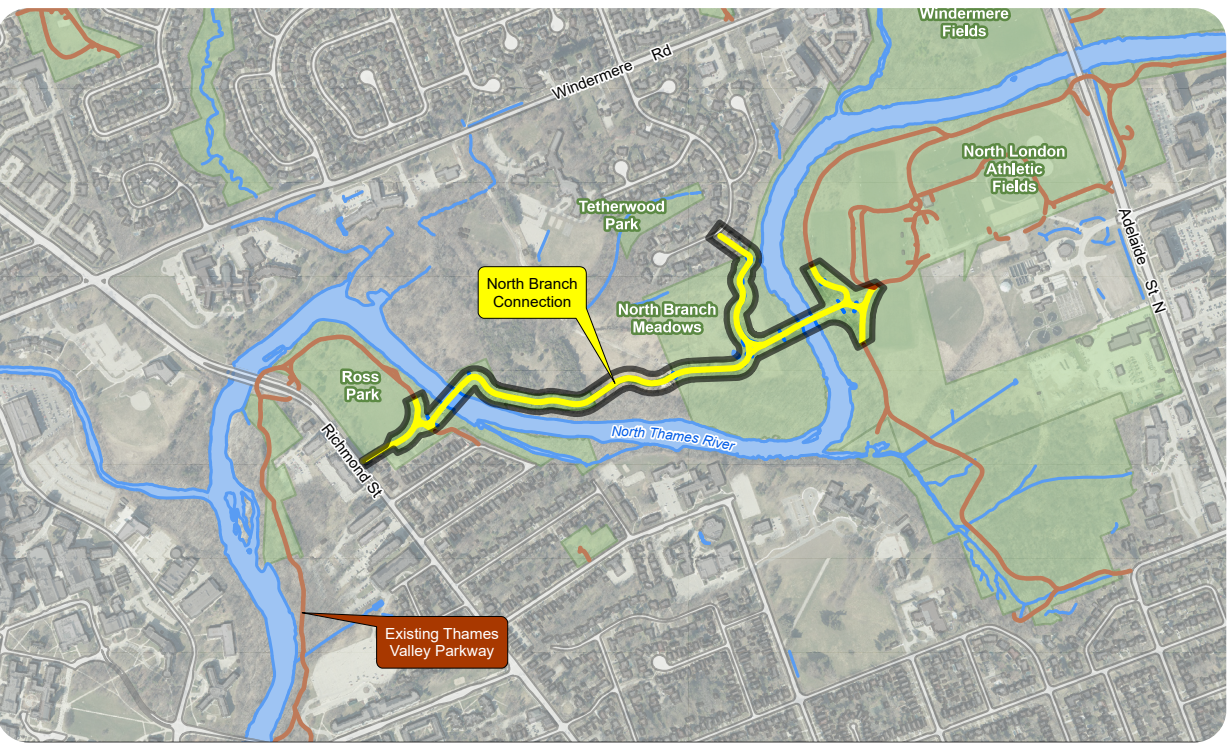 Windermere
Fields
Windermere Rd
North London
Athletic
Fields
Tetherwood
Park
Adelaide St N
North Branch
Connection
North Branch
Meadows
Ross
Park
Richmond St
North Thames River
Existing Thames
Valley Parkway